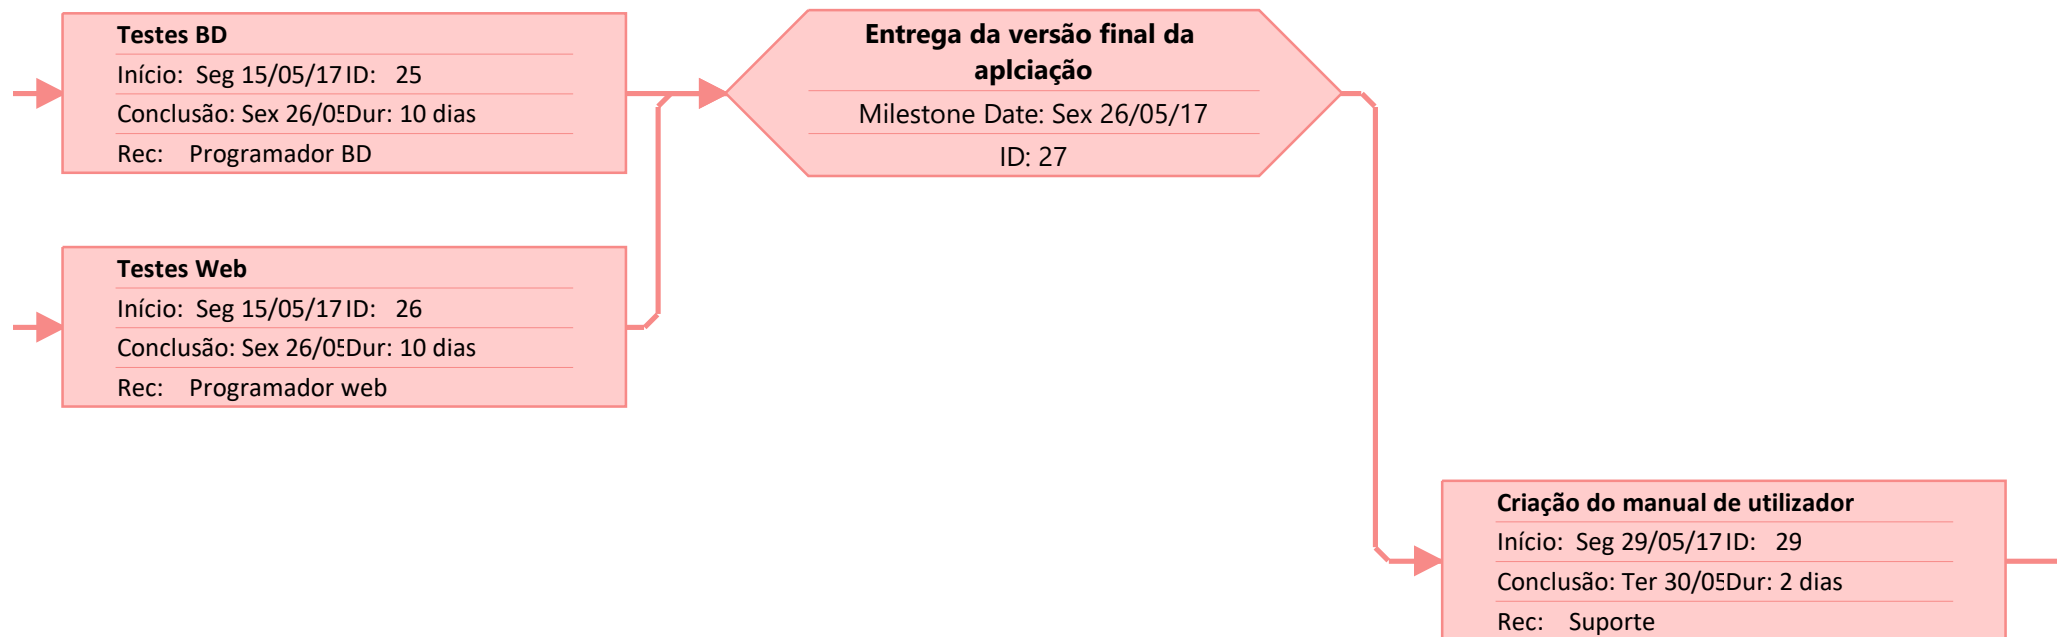 Testes BD
Início: Seg 15/05/17 ID: 25
Conclusão: Sex 26/05 Dur: 10 dias
Rec: Programador BD
Entrega da versão final da
aplciação
Milestone Date: Sex 26/05/17
ID: 27
Testes Web
Início: Seg 15/05/17 ID: 26
Conclusão: Sex 26/05 Dur: 10 dias
Rec: Programador web
Criação do manual de utilizador
Início: Seg 29/05/17 ID: 29
Conclusão: Ter 30/05 Dur: 2 dias
Rec: Suporte